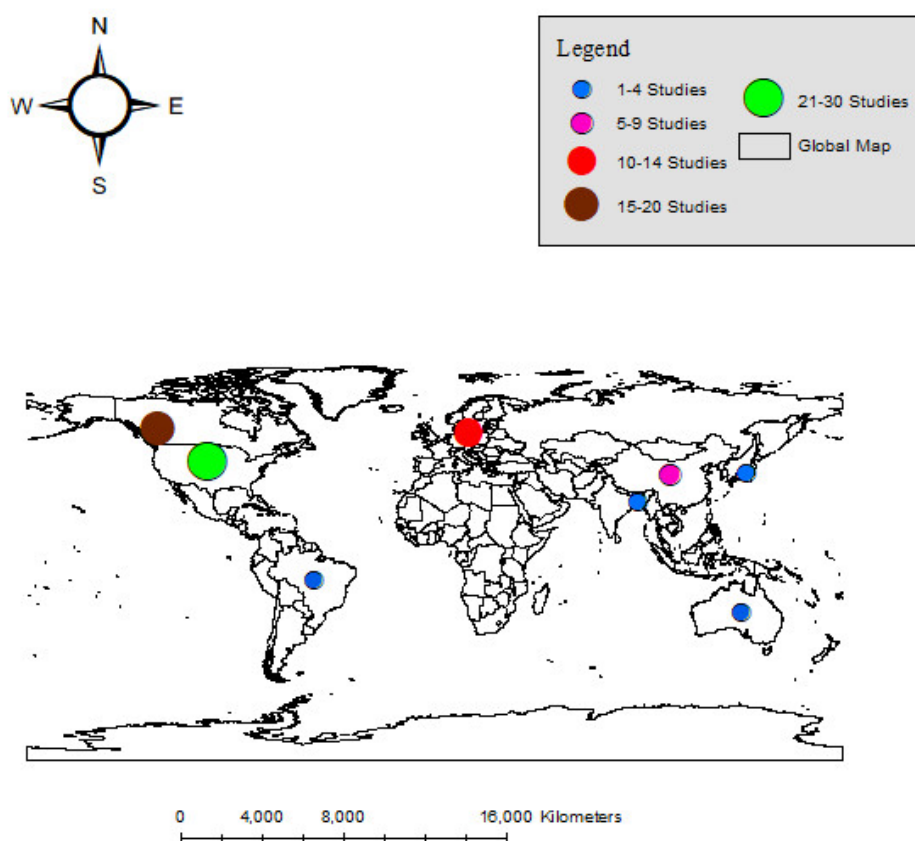 N
W E
S
Legend
1-4 Studies
5-9 Studies
10-14 Studies
15-20 Studies
21-30 Studies
Global Map
0 4,000 8,000 16,000 Kilometers